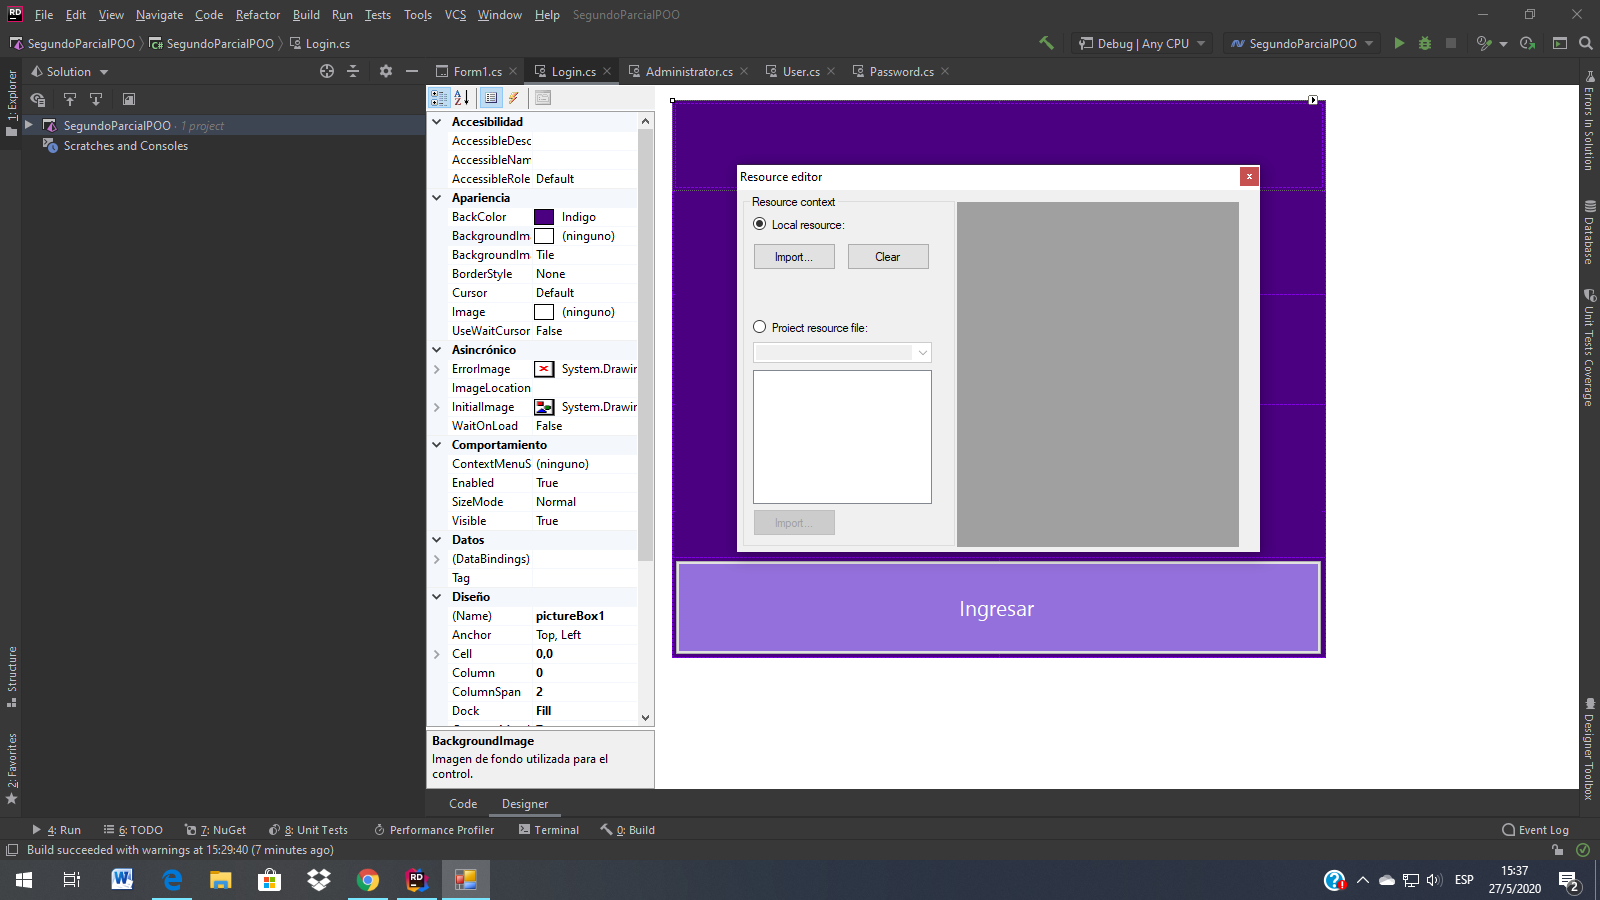 File Edit View Navigate Code Refactor Build Run Tests Tools VCS Window Help SegundoParcialPOO
SegundoParcialPOO SegundoParcialPOO Login.cs Debug | Any CPU SegundoParcialPOO
1: Explorer
Solution
Form1.cs Login.cs Administrator.cs User.cs Password.cs
SegundoParcialPOO · 1 project
Scratches and Consoles
Accesibilidad
AccessibleDesc
AccessibleNam
AccessibleRole Default
Apariencia
BackColor Indigo
BackgroundIm (ninguno)
BackgroundIm Tile
BorderStyle None
Cursor Default
Image (ninguno)
UseWaitCursor False
Asincrónico
ErrorImage System.Drawin
ImageLocation
InitialImage System.Drawin
WaitOnLoad False
Comportamiento
ContextMenuS (ninguno)
Enabled True
SizeMode Normal
Visible True
Datos
(DataBindings)
Tag
Diseño
(Name) pictureBox1
Anchor Top, Left
Cell 0,0
Column 0
ColumnSpan 2
Dock Fill
BackgroundImage
Imagen de fondo utilizada para el
control.
Resource editor
Resource context
Local resource:
Import... Clear
Project resource file:
Import...
Ingresar
Errors In Solution
Database
Unit Tests Coverage
Designer Toolbox
Structure
2: Favorites
Code Designer
4: Run 6: TODO 7: NuGet 8: Unit Tests Performance Profiler Terminal 0: Build Event Log
Build succeeded with warnings at 15:29:40 (7 minutes ago)
ESP
15:37
27/5/2020
2